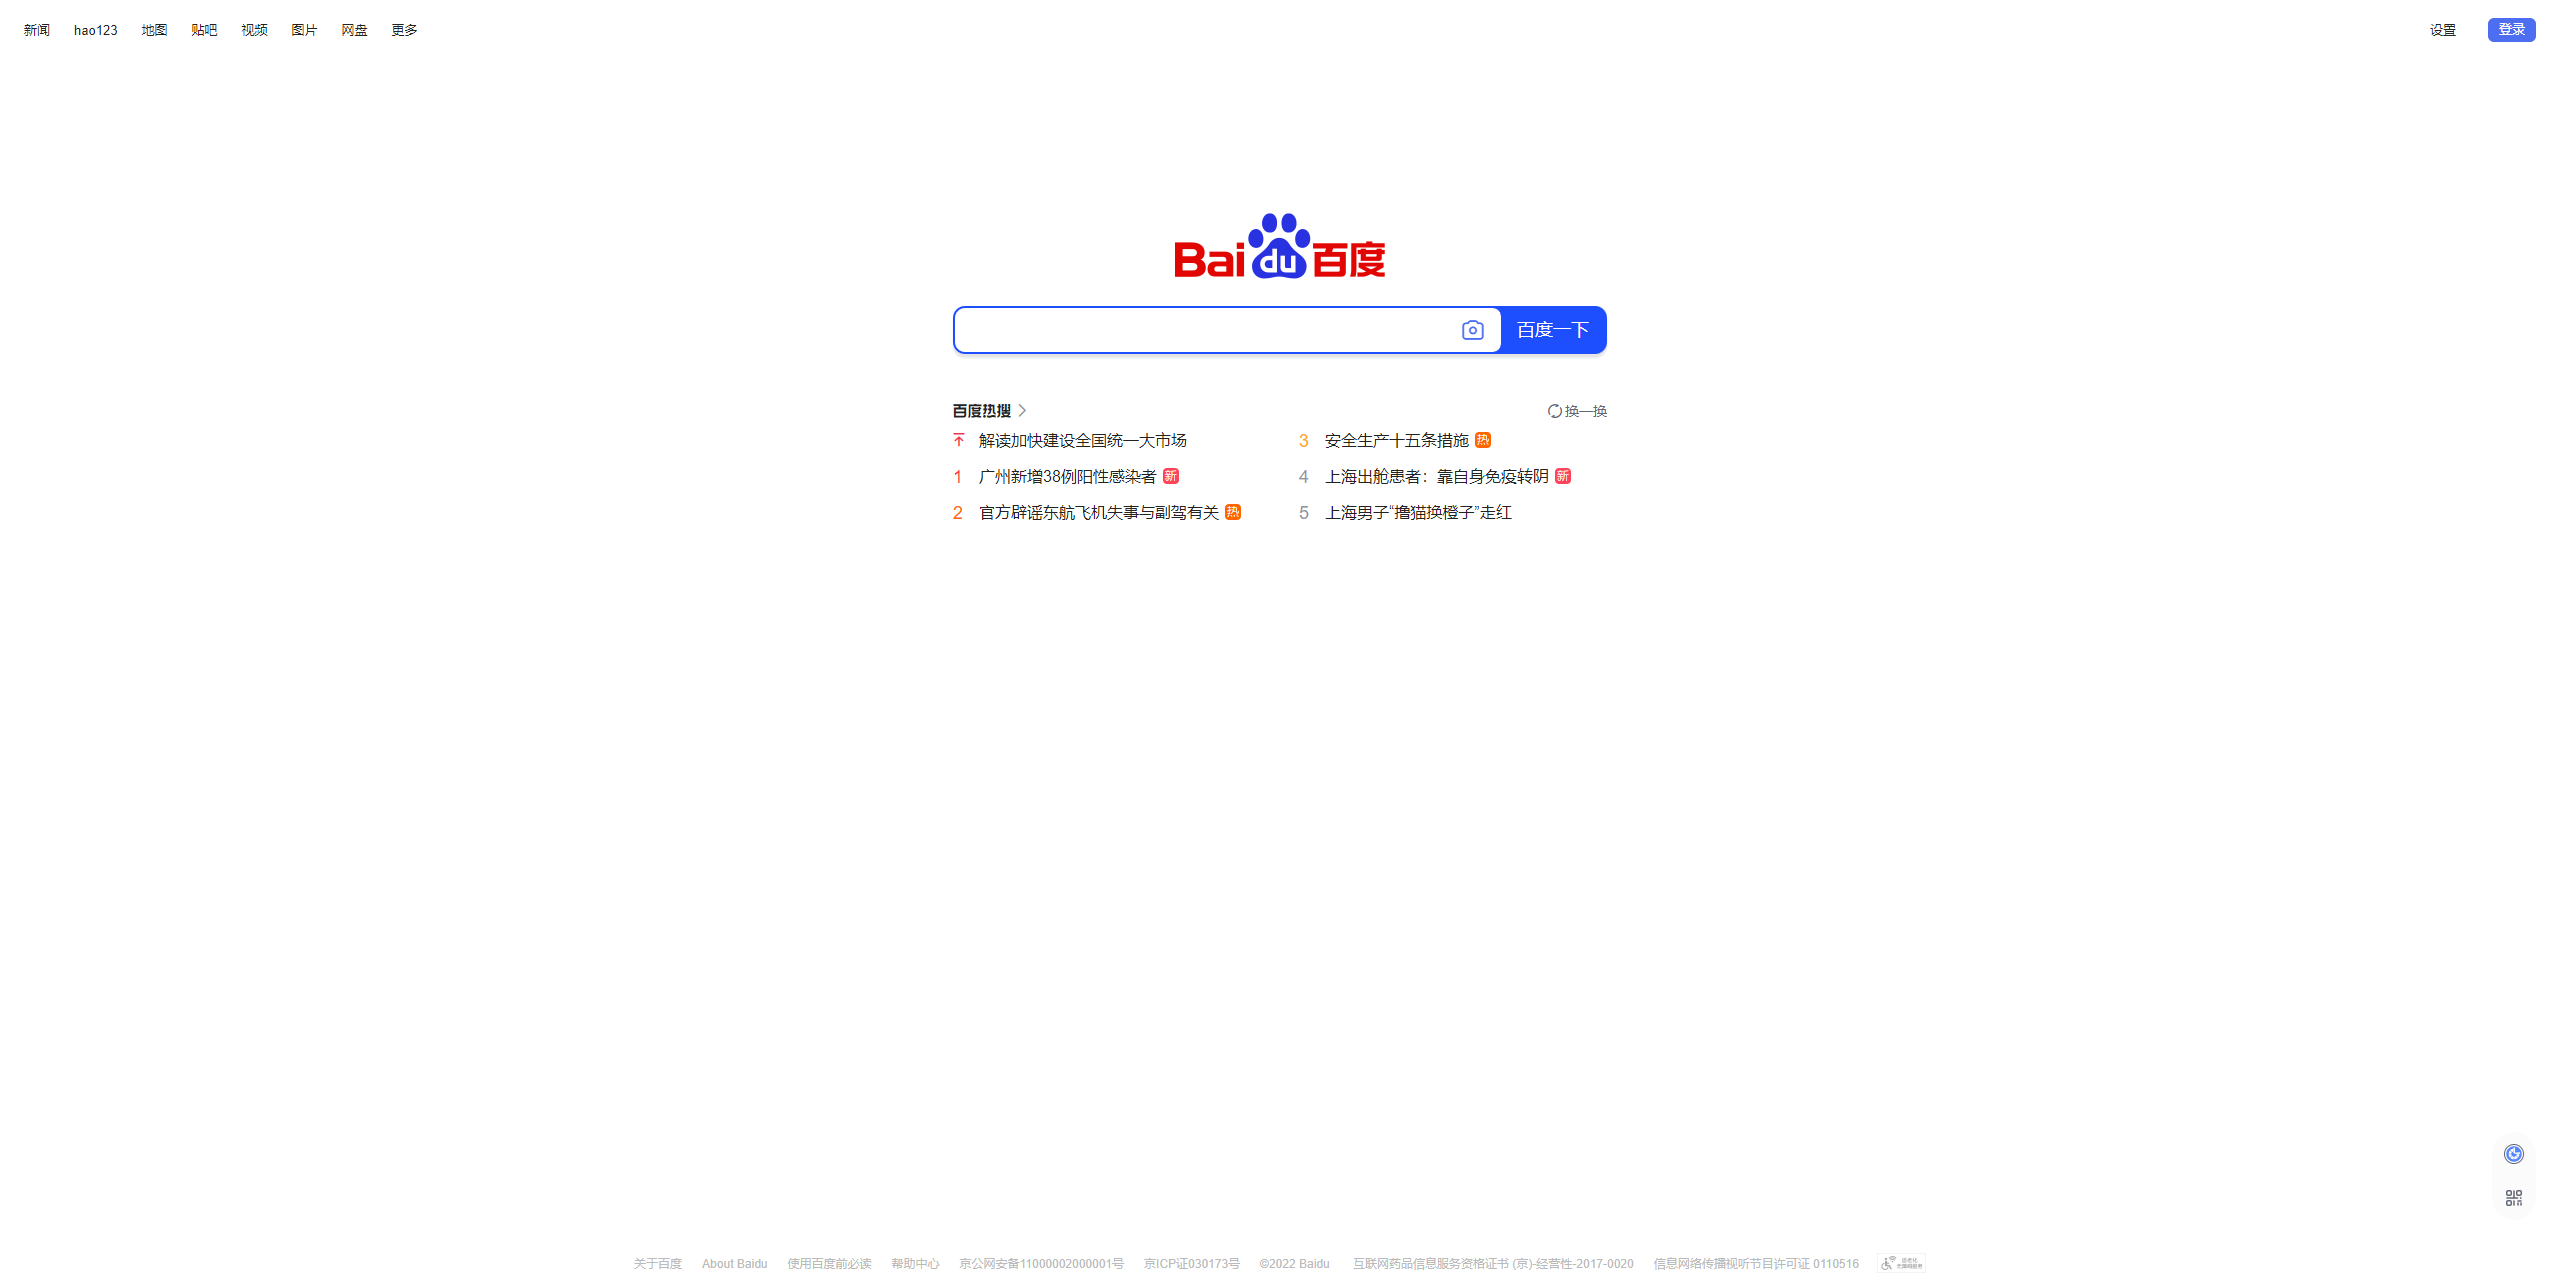 新闻 hao123 地图 贴吧 视频 图片 网盘 更多 设置 登录
Baidu百度
百度一下
百度热搜 换一换
解读加快建设全国统一大市场
1 广州新增38例阳性感染者 新
2 官方辟谣东航飞机失事与副驾有关 热
3 安全生产十五条措施 热
4 上海出舱患者：靠自身免疫转阴 新
5 上海男子“撸猫换橙子”走红
关于百度 About Baidu 使用百度前必读 帮助中心 京公网安备11000002000001号 京ICP证030173号 ©2022 Baidu 互联网药品信息服务资格证书 (京)-经营性-2017-0020 信息网络传播视听节目许可证 0110516